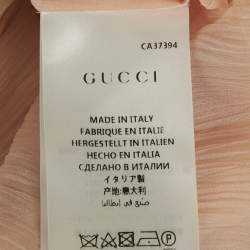 CA37394
GUCCI
MADE IN ITALY
FABRIQUE EN ITALIE
HERGESTELLT IN ITALIEN
HECHO EN ITALIA
СДЕЛАНО В ИТАЛИИ
イタリア製
产地:意大利
صنع في إيطاليا